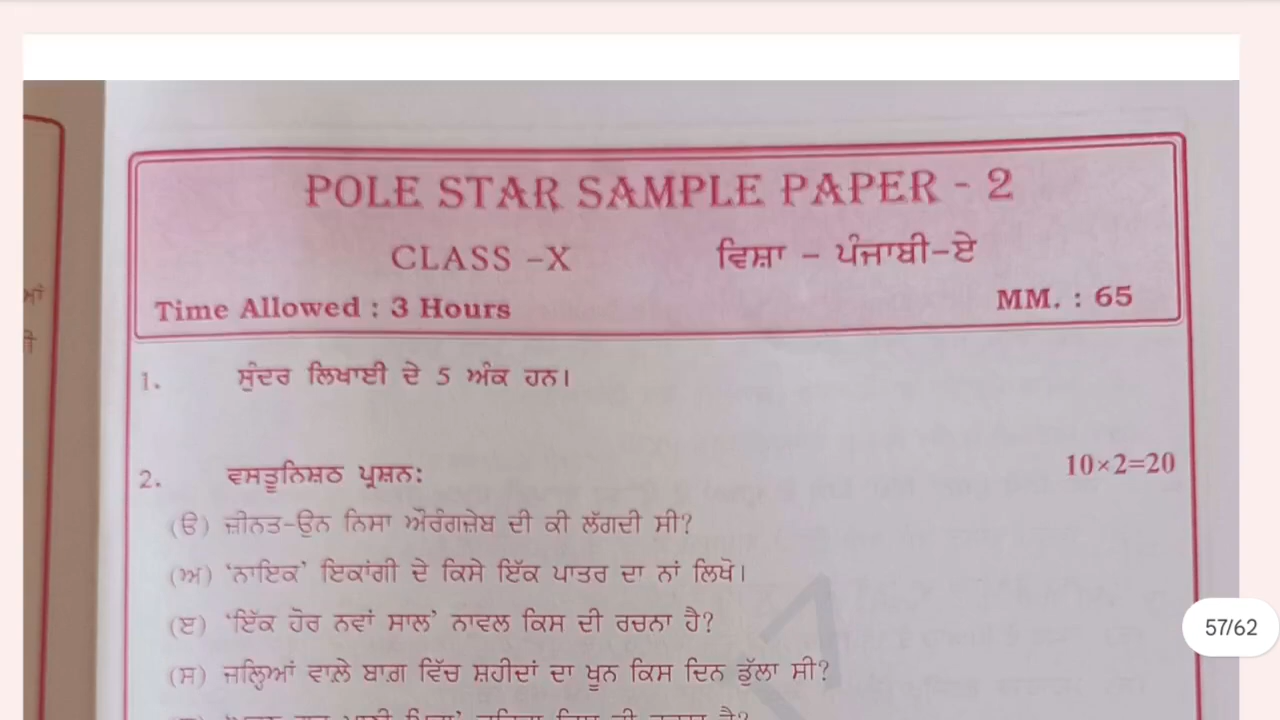 POLE STAR SAMPLE PAPER - 2
CLASS -X ਵਿਸ਼ਾ - ਪੰਜਾਬੀ-ਏ
Time Allowed : 3 Hours MM. : 65
1. ਸੁੰਦਰ ਲਿਖਾਈ ਦੇ 5 ਅੰਕ ਹਨ।
2. ਵਸਤੂਨਿਸ਼ਠ ਪ੍ਰਸ਼ਨ: 10×2=20
(ੳ) ਜ਼ੀਨਤ-ਉਨ ਨਿਸਾ ਔਰੰਗਜ਼ੇਬ ਦੀ ਕੀ ਲੱਗਦੀ ਸੀ?
(ਅ) ‘ਨਾਇਕ’ ਇਕਾਂਗੀ ਦੇ ਕਿਸੇ ਇੱਕ ਪਾਤਰ ਦਾ ਨਾਂ ਲਿਖੋ।
(ੲ) ‘ਇੱਕ ਹੋਰ ਨਵਾਂ ਸਾਲ’ ਨਾਵਲ ਕਿਸ ਦੀ ਰਚਨਾ ਹੈ?
(ਸ) ਜਲ੍ਹਿਆਂ ਵਾਲੇ ਬਾਗ਼ ਵਿੱਚ ਸ਼ਹੀਦਾਂ ਦਾ ਖ਼ੂਨ ਕਿਸ ਦਿਨ ਡੁੱਲਾ ਸੀ?
57/62